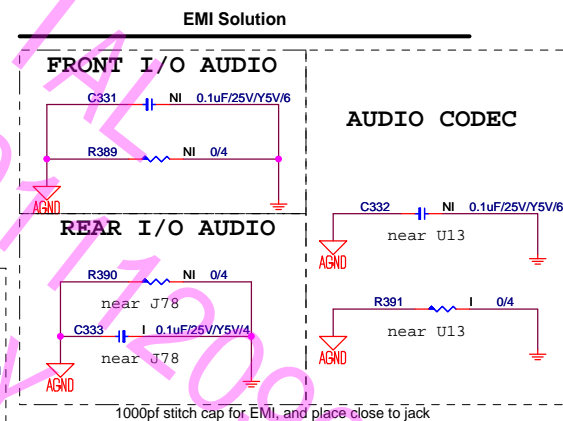 EMI Solution
FRONT I/O AUDIO
C331 NI 0.1uF/25V/Y5V/6
R389 NI 0/4
AGND
REAR I/O AUDIO
R390 NI 0/4
near J78
C333 I 0.1uF/25V/Y5V/4
near J78
AGND
AUDIO CODEC
C332 NI 0.1uF/25V/Y5V/6
near U13
AGND
R391 I 0/4
near U13
AGND
1000pf stitch cap for EMI, and place close to jack